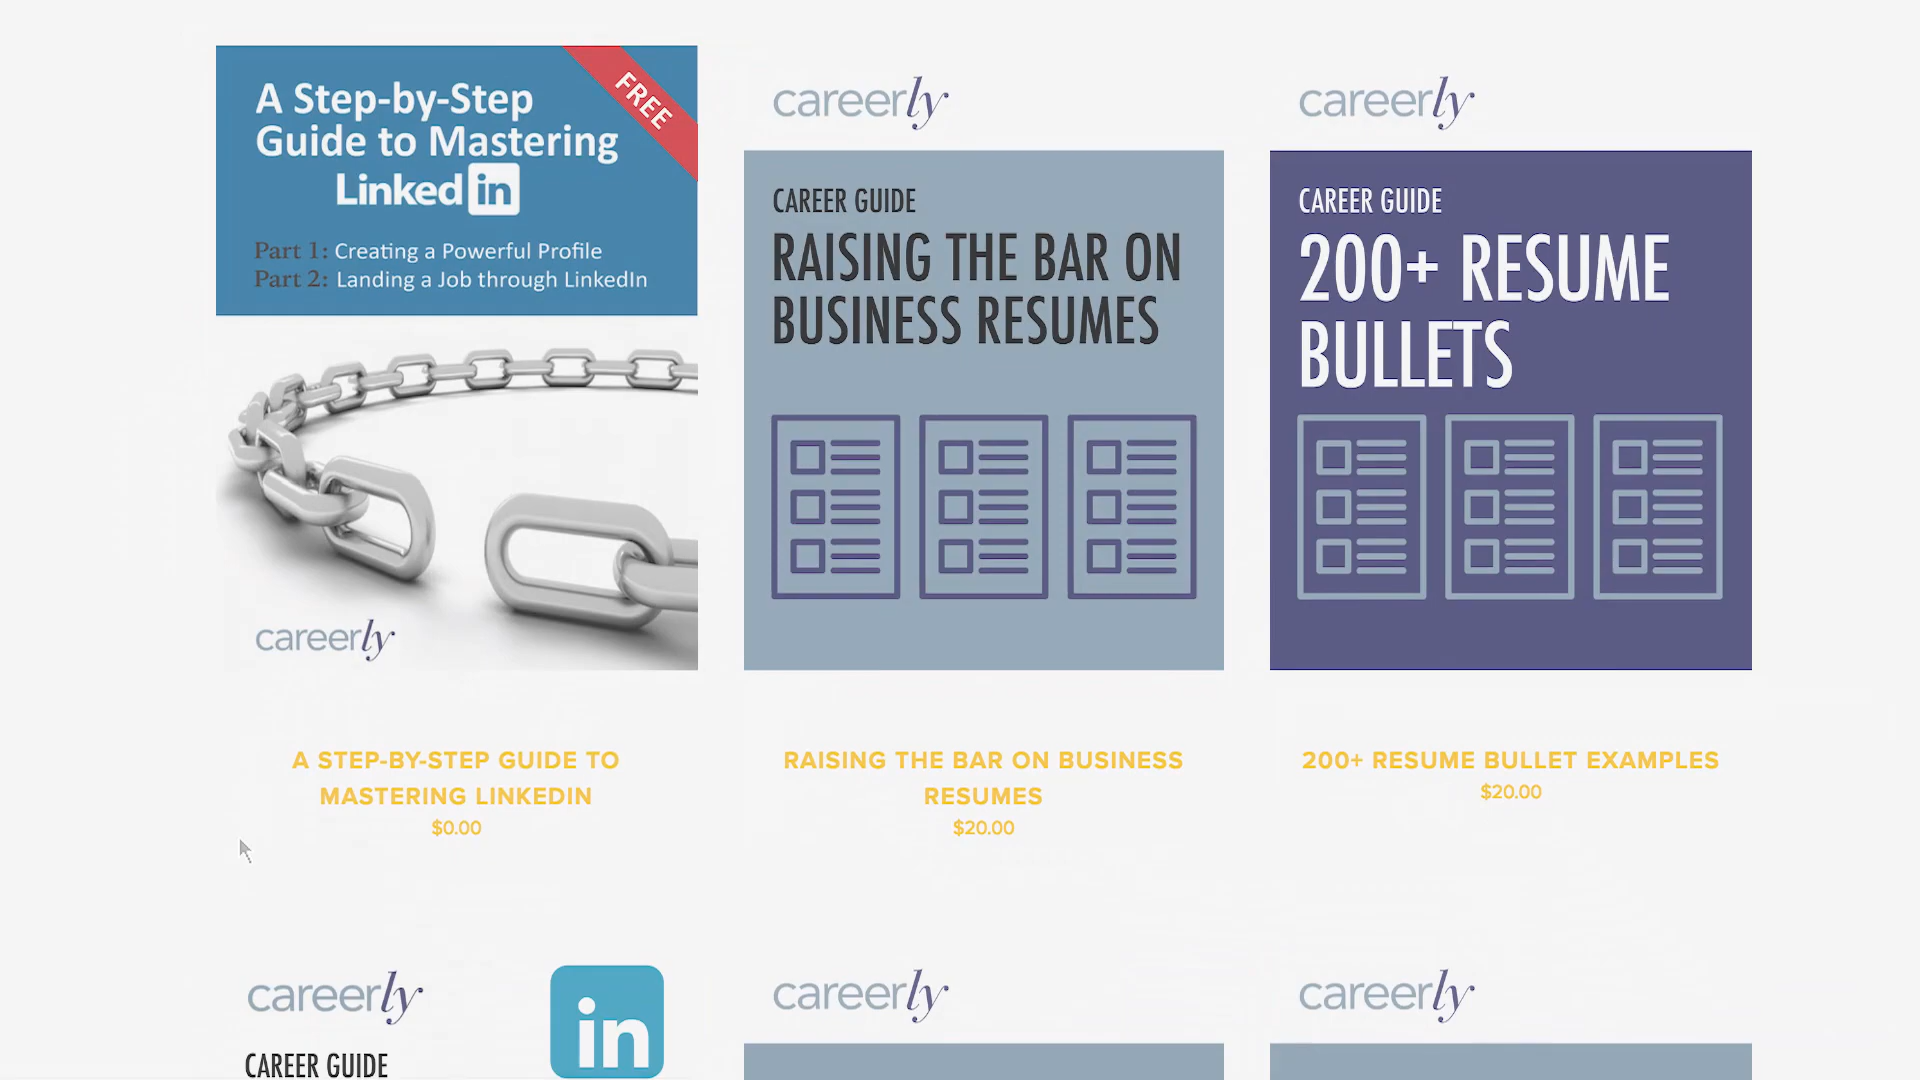 A Step-by-Step
Guide to Mastering
Linked in
FREE
Part 1: Creating a Powerful Profile
Part 2: Landing a Job through LinkedIn
careerly
careerly
CAREER GUIDE
RAISING THE BAR ON
BUSINESS RESUMES
careerly
CAREER GUIDE
200+ RESUME
BULLETS
A STEP-BY-STEP GUIDE TO
MASTERING LINKEDIN
$0.00
RAISING THE BAR ON BUSINESS
RESUMES
$20.00
200+ RESUME BULLET EXAMPLES
$20.00
careerly
in
CAREER GUIDE
careerly
careerly